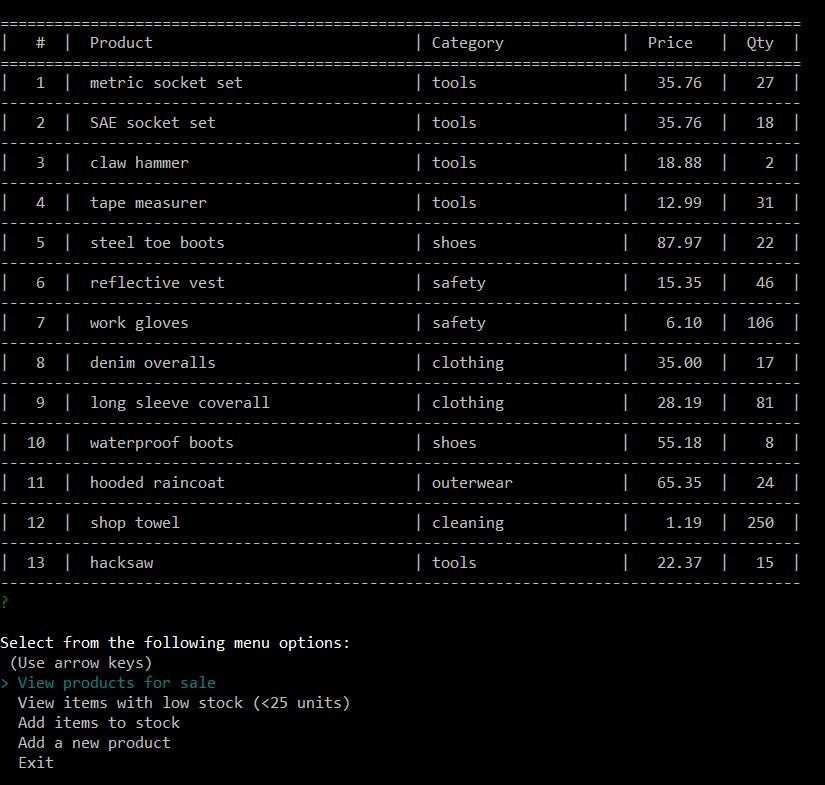 =========================================================================================
|   #  |  Product                             | Category             |  Price   |  Qty  |
=========================================================================================
|   1  |  metric socket set                   | tools                |   35.76  |   27  |
-----------------------------------------------------------------------------------------
|   2  |  SAE socket set                      | tools                |   35.76  |   18  |
-----------------------------------------------------------------------------------------
|   3  |  claw hammer                         | tools                |   18.88  |    2  |
-----------------------------------------------------------------------------------------
|   4  |  tape measurer                       | tools                |   12.99  |   31  |
-----------------------------------------------------------------------------------------
|   5  |  steel toe boots                     | shoes                |   87.97  |   22  |
-----------------------------------------------------------------------------------------
|   6  |  reflective vest                     | safety               |   15.35  |   46  |
-----------------------------------------------------------------------------------------
|   7  |  work gloves                         | safety               |    6.10  |  106  |
-----------------------------------------------------------------------------------------
|   8  |  denim overalls                      | clothing             |   35.00  |   17  |
-----------------------------------------------------------------------------------------
|   9  |  long sleeve coverall                | clothing             |   28.19  |   81  |
-----------------------------------------------------------------------------------------
|  10  |  waterproof boots                    | shoes                |   55.18  |    8  |
-----------------------------------------------------------------------------------------
|  11  |  hooded raincoat                     | outerwear            |   65.35  |   24  |
-----------------------------------------------------------------------------------------
|  12  |  shop towel                          | cleaning             |    1.19  |  250  |
-----------------------------------------------------------------------------------------
|  13  |  hacksaw                             | tools                |   22.37  |   15  |
-----------------------------------------------------------------------------------------
?
Select from the following menu options:
 (Use arrow keys)
> View products for sale
  View items with low stock (<25 units)
  Add items to stock
  Add a new product
  Exit